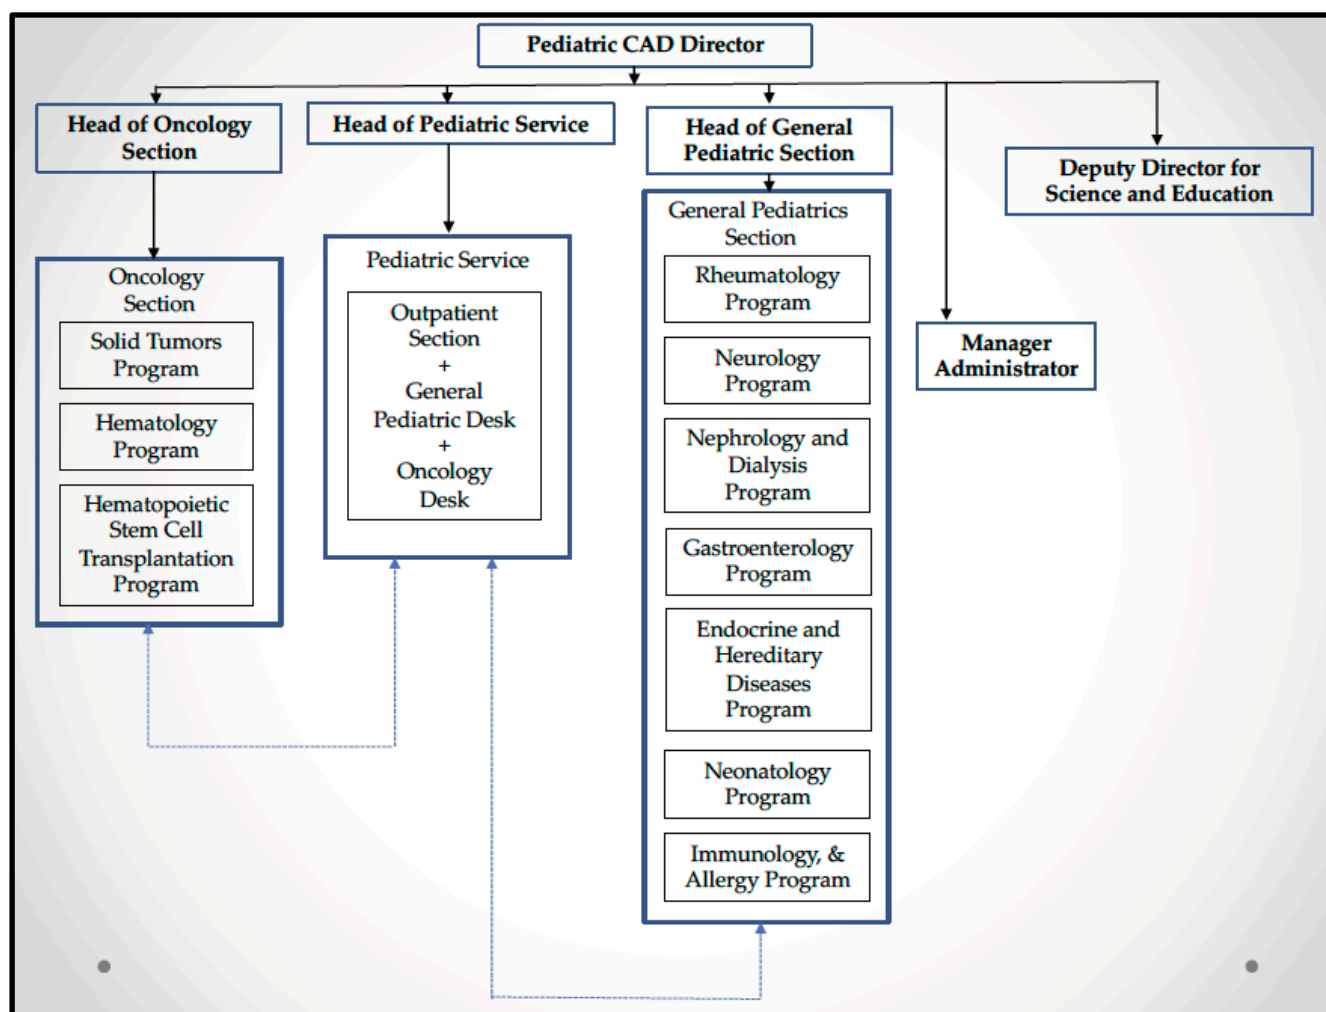 Pediatric CAD Director
Head of Oncology
Section
Head of Pediatric Service
Head of General
Pediatric Section
Deputy Director for
Science and Education
Manager
Administrator
Oncology
Section
Solid Tumors
Program
Hematology
Program
Hematopoietic
Stem Cell
Transplantation
Program
Pediatric Service
Outpatient
Section
+
General
Pediatric Desk
+
Oncology
Desk
General Pediatrics
Section
Rheumatology
Program
Neurology
Program
Nephrology and
Dialysis
Program
Gastroenterology
Program
Endocrine and
Hereditary
Diseases
Program
Neonatology
Program
Immunology, &
Allergy Program